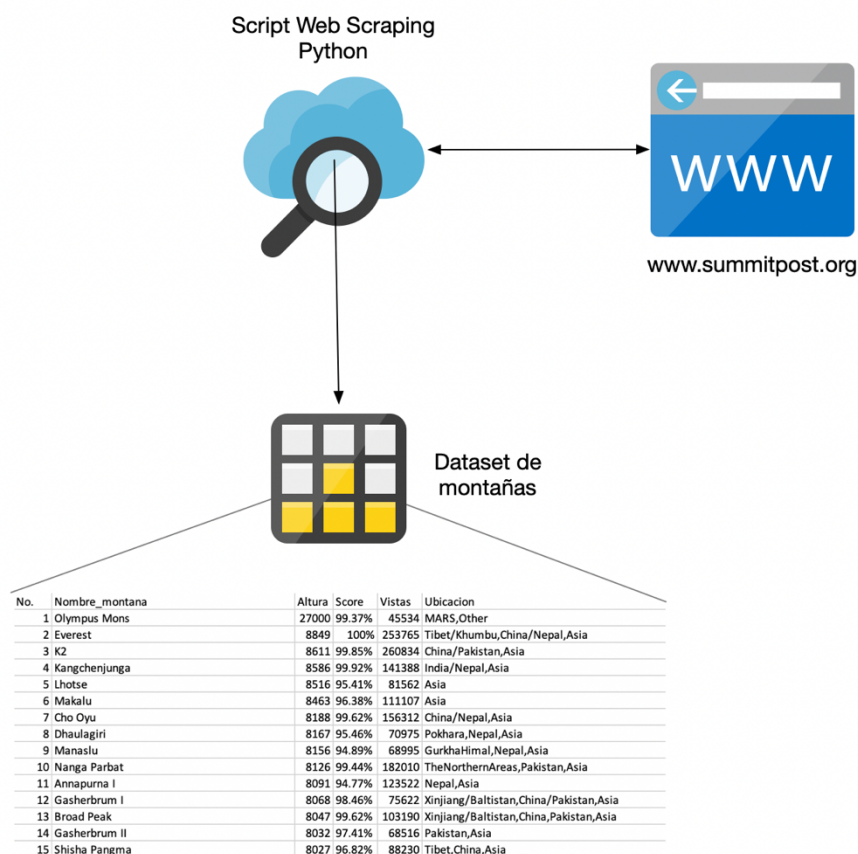 Script Web Scraping
Python
WWW
www.summitpost.org
Dataset de
montañas
No. Nombre_montana Altura Score Vistas Ubicacion
1 Olympus Mons 27000 99.37% 45534 MARS,Other
2 Everest 8849 100% 253765 Tibet/Khumbu,China/Nepal,Asia
3 K2 8611 99.85% 260834 China/Pakistan,Asia
4 Kangchenjunga 8586 99.92% 141388 India/Nepal,Asia
5 Lhotse 8516 95.41% 81562 Asia
6 Makalu 8463 96.38% 111107 Asia
7 Cho Oyu 8188 99.62% 156312 China/Nepal,Asia
8 Dhaulagiri 8167 95.46% 70975 Pokhara,Nepal,Asia
9 Manaslu 8156 94.89% 68995 GurkhaHimal,Nepal,Asia
10 Nanga Parbat 8126 99.44% 182010 TheNorthernAreas,Pakistan,Asia
11 Annapurna I 8091 94.77% 123522 Nepal,Asia
12 Gasherbrum I 8068 98.46% 75622 Xinjiang/Baltistan,China/Pakistan,Asia
13 Broad Peak 8047 99.62% 103190 Xinjiang/Baltistan,China,Pakistan,Asia
14 Gasherbrum II 8032 97.41% 68516 Pakistan,Asia
15 Shisha Pangma 8027 96.82% 88230 Tibet,China,Asia